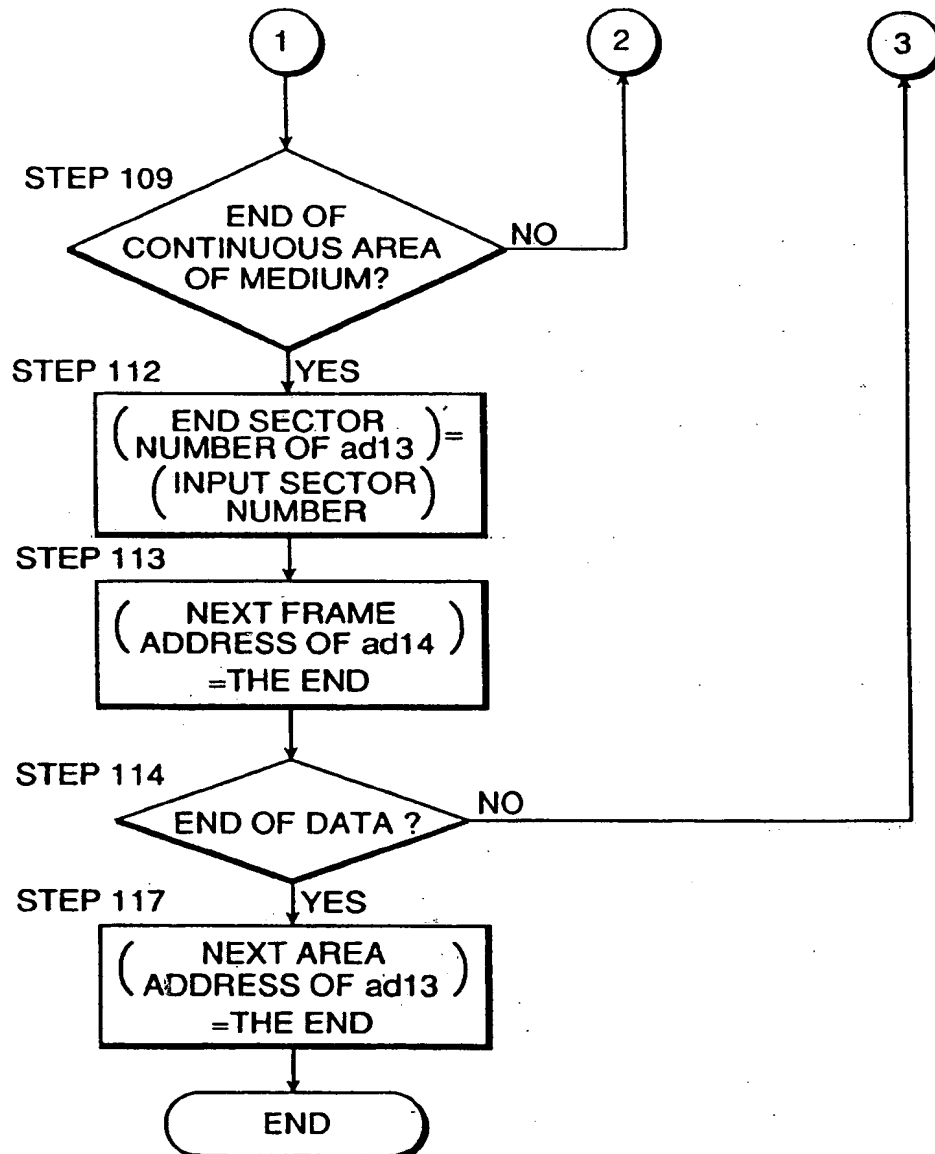 1
2
3
STEP 109
END OF
CONTINUOUS AREA
OF MEDIUM?
NO
YES
STEP 112
( END SECTOR
NUMBER OF ad13 ) =
( INPUT SECTOR
NUMBER )
STEP 113
( NEXT FRAME
ADDRESS OF ad14 )
=THE END
STEP 114
END OF DATA ?
NO
YES
STEP 117
( NEXT AREA
ADDRESS OF ad13 )
=THE END
END